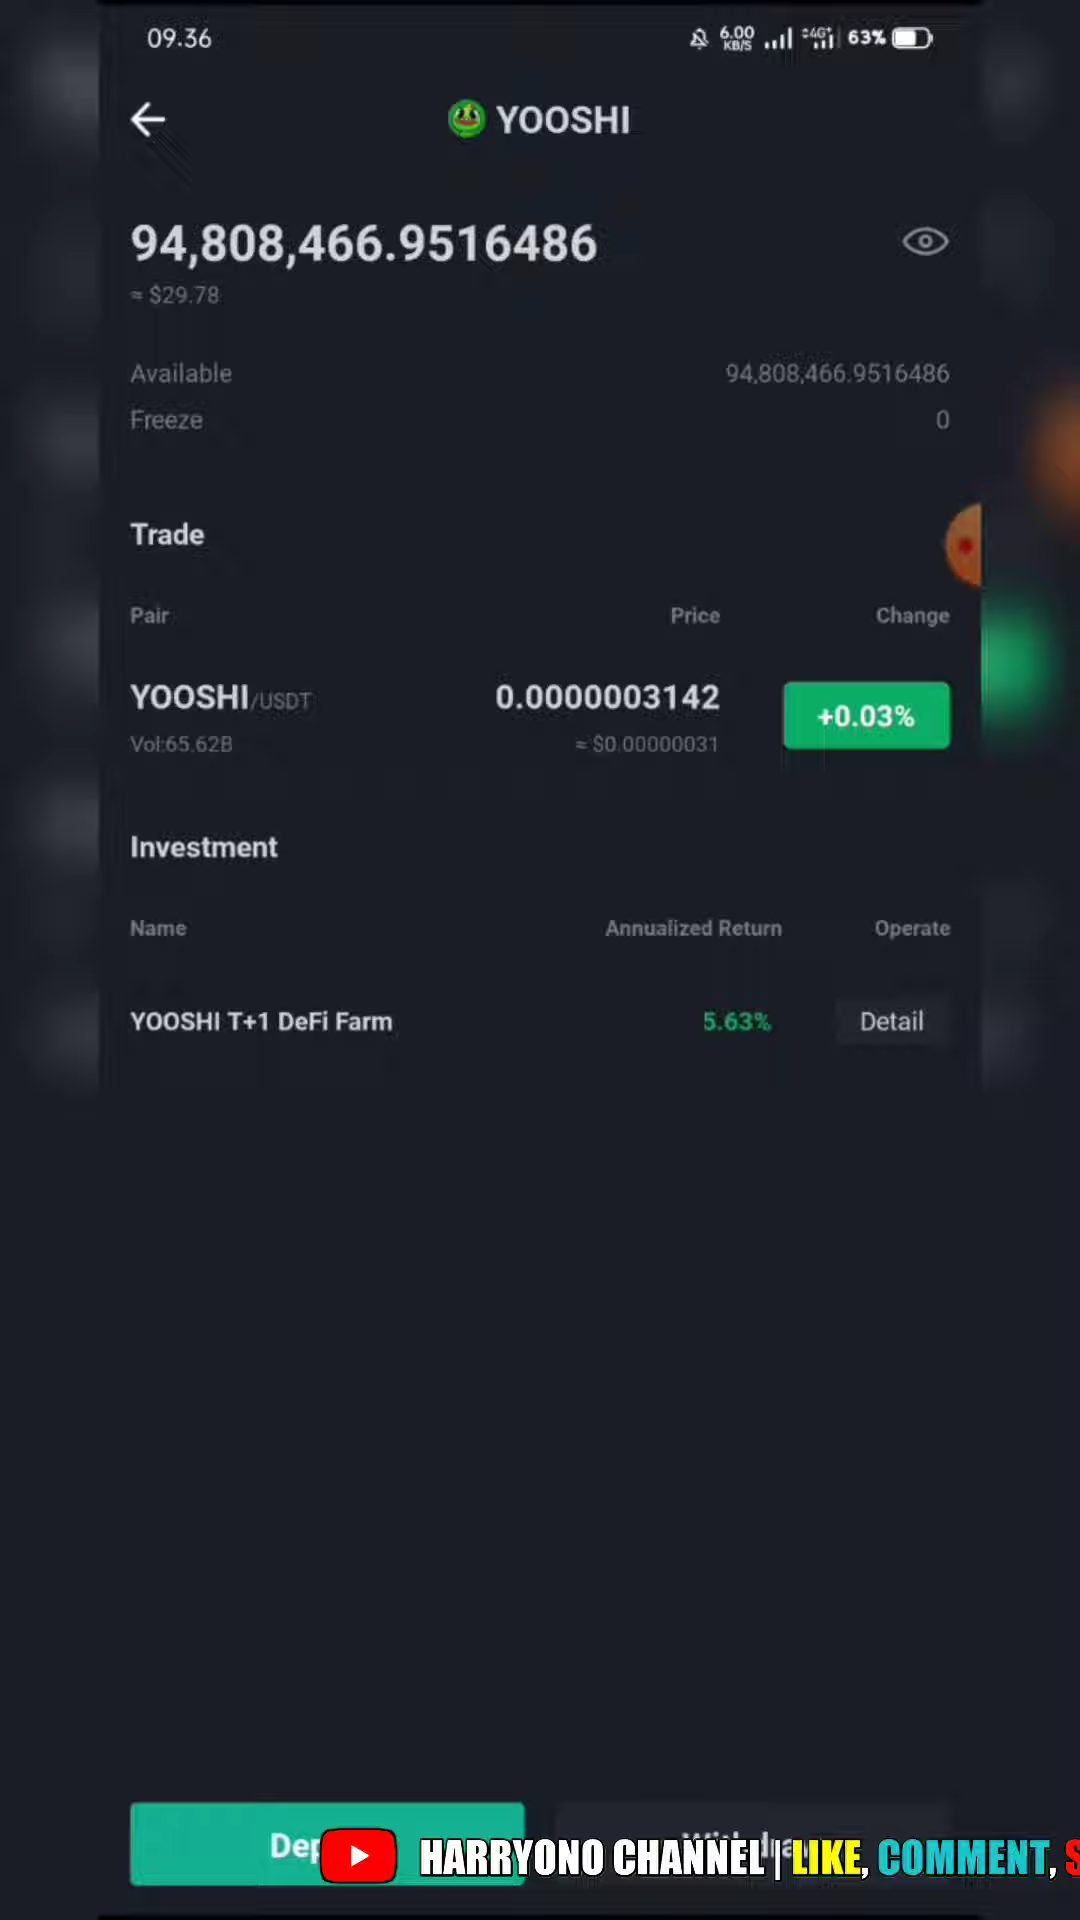 09.36
6.00 KB/S 4G+ 63%
YOOSHI
94,808,466.9516486
≈ $29.78
Available 94,808,466.9516486
Freeze 0
Trade
Pair Price Change
YOOSHI/USDT 0.0000003142 +0.03%
Vol:65.62B ≈ $0.00000031
Investment
Name Annualized Return Operate
YOOSHI T+1 DeFi Farm 5.63% Detail
HARRYONO CHANNEL | LIKE, COMMENT,